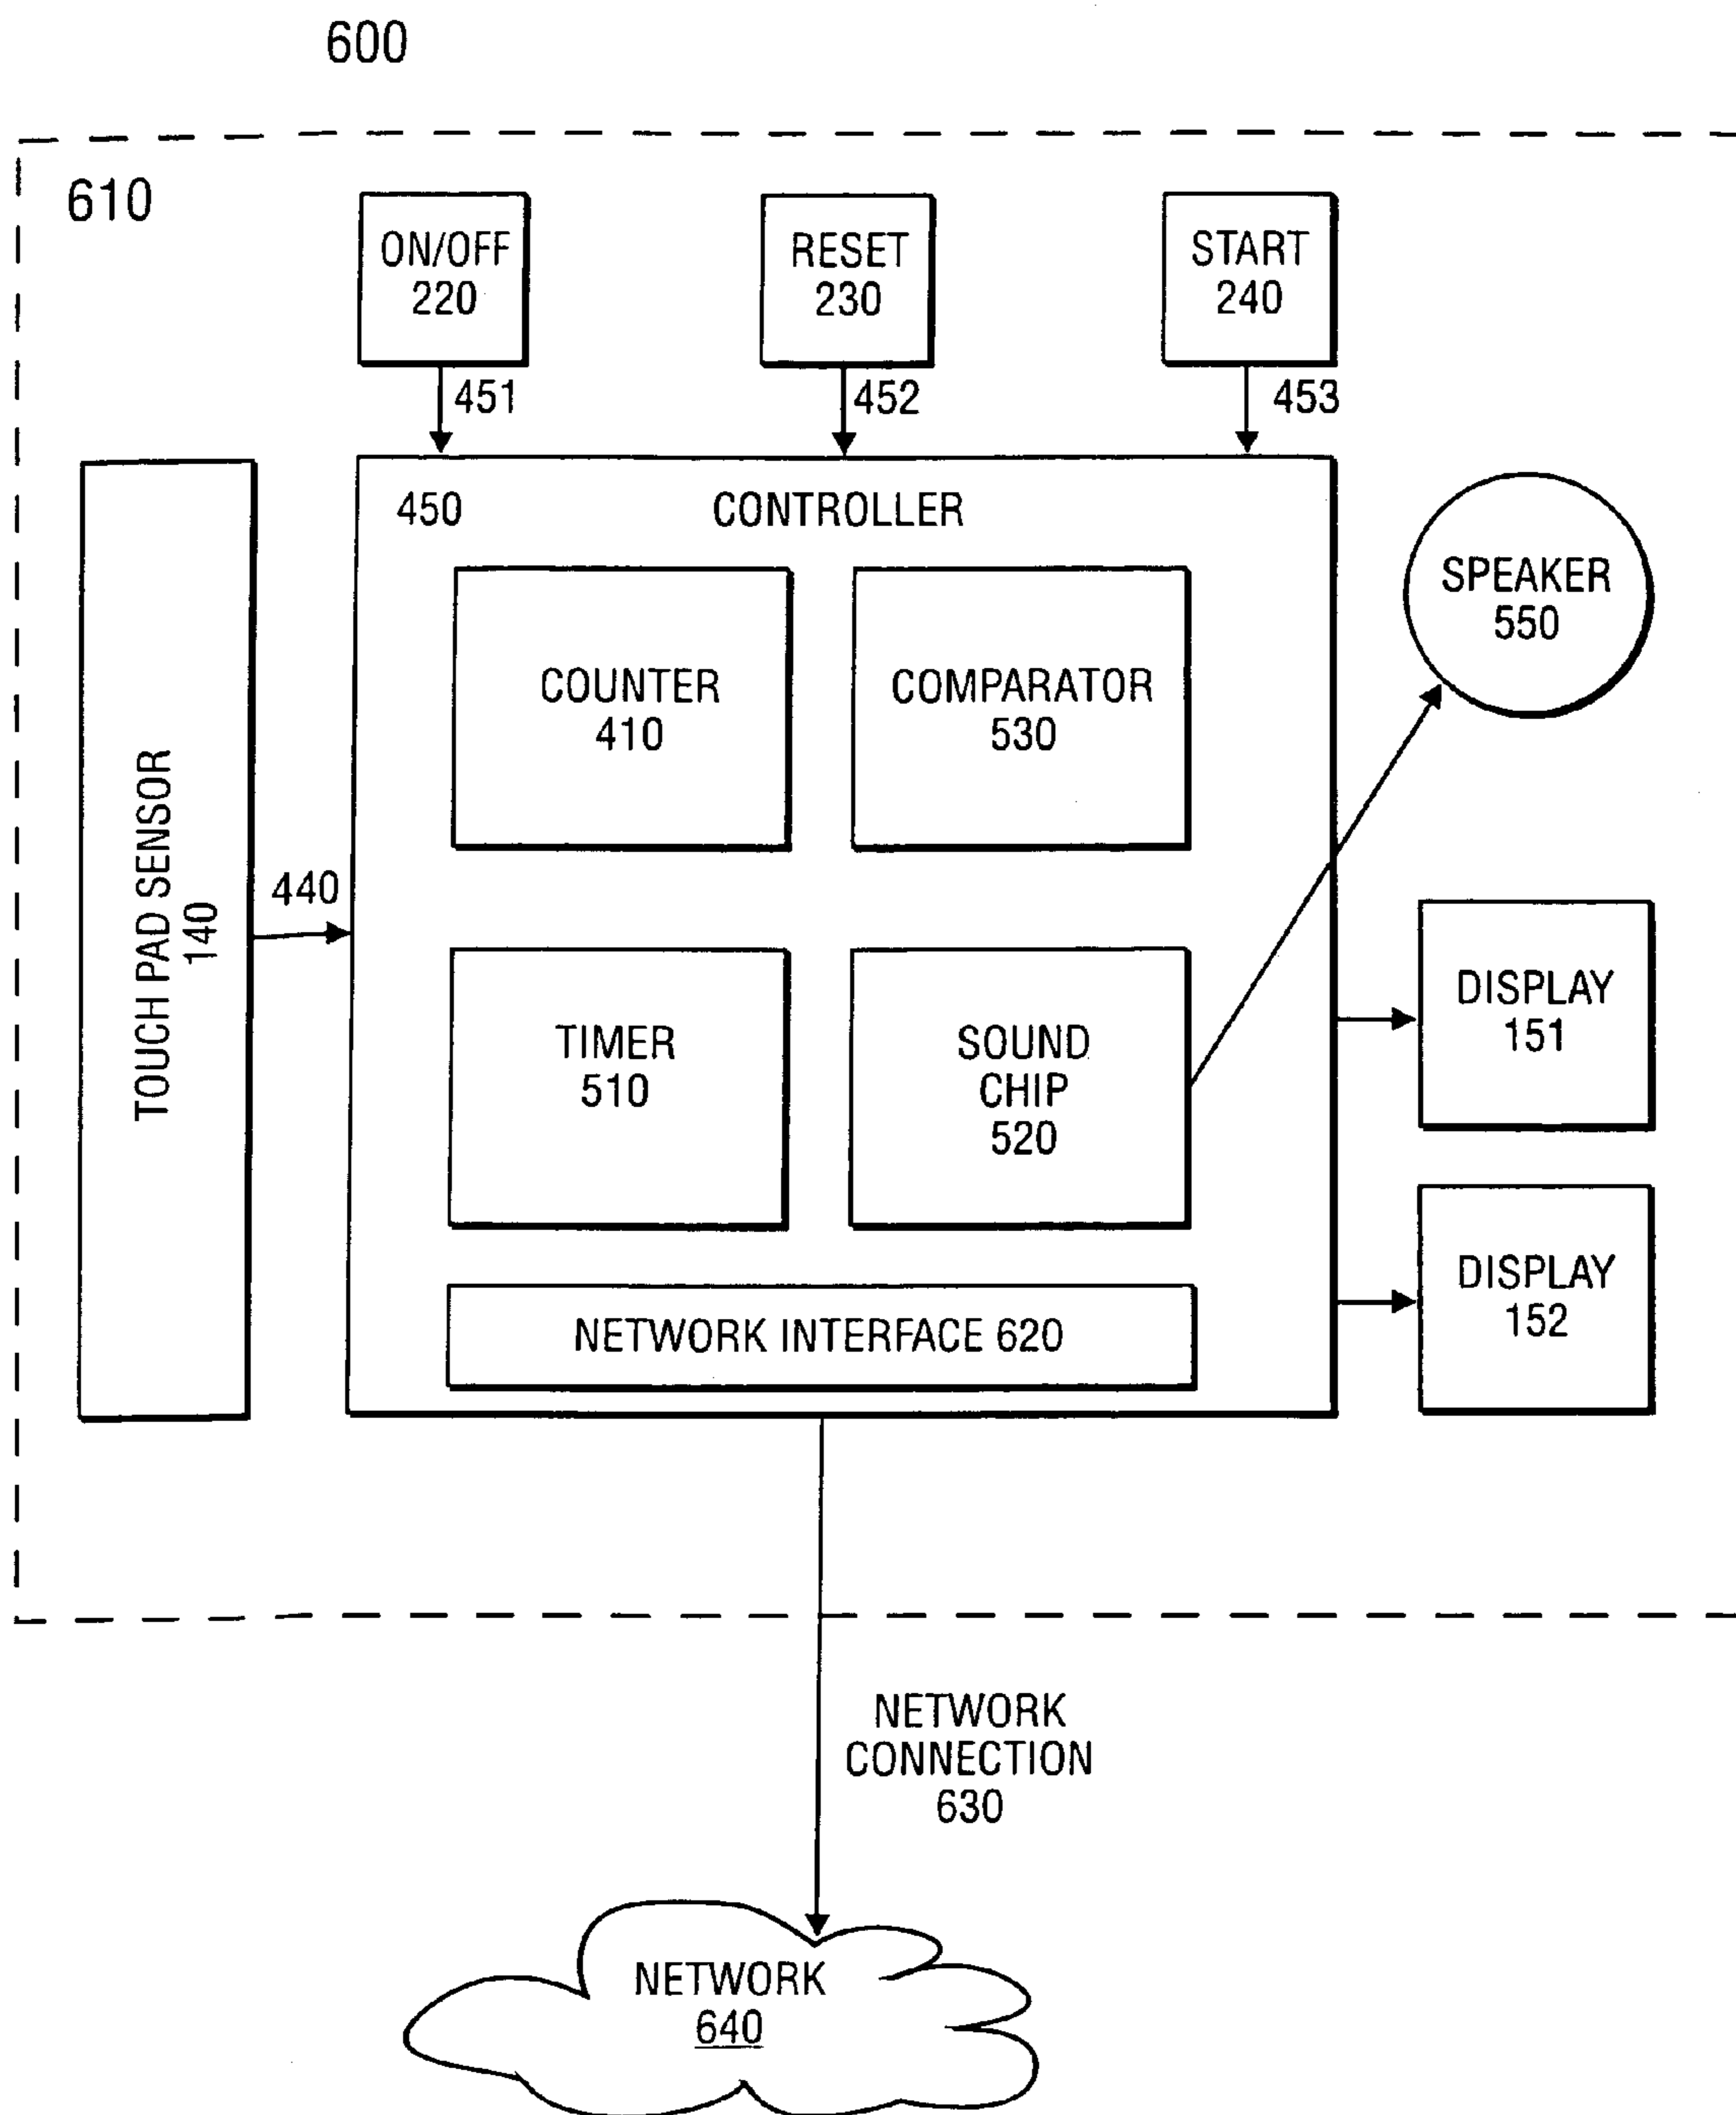 600
610
ON/OFF
220
RESET
230
START
240
451
452
453
450
CONTROLLER
SPEAKER
550
COUNTER
410
COMPARATOR
530
TOUCH PAD SENSOR
140
440
TIMER
510
SOUND
CHIP
520
DISPLAY
151
DISPLAY
152
NETWORK INTERFACE 620
NETWORK
CONNECTION
630
NETWORK
640